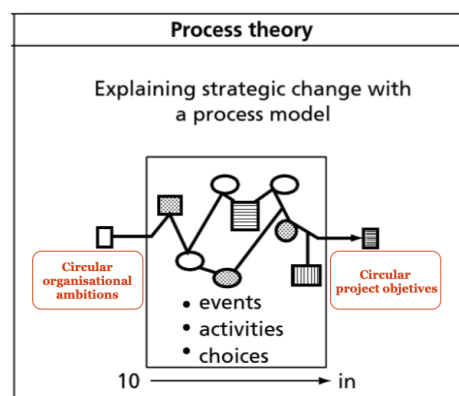 Process theory
Explaining strategic change with
a process model
Circular
organisational
ambitions
Circular
project objetives
• events
• activities
• choices
10
in